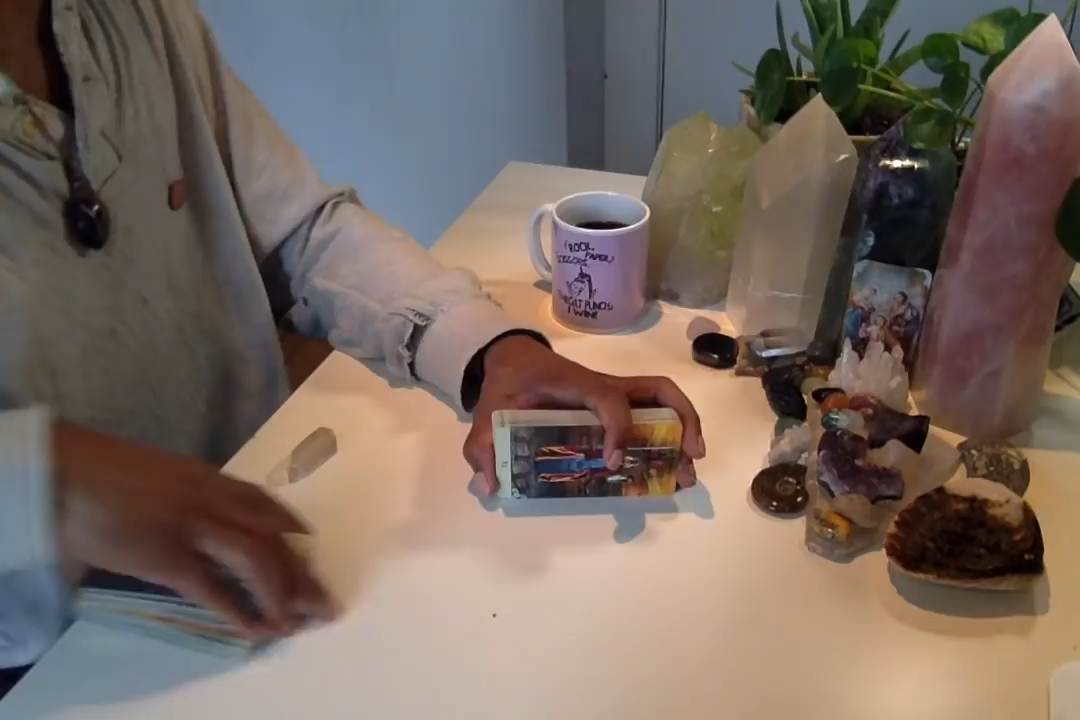 I ROCK,
SCISSORS, PAPER,
THROAT PUNCH!
I WIN!